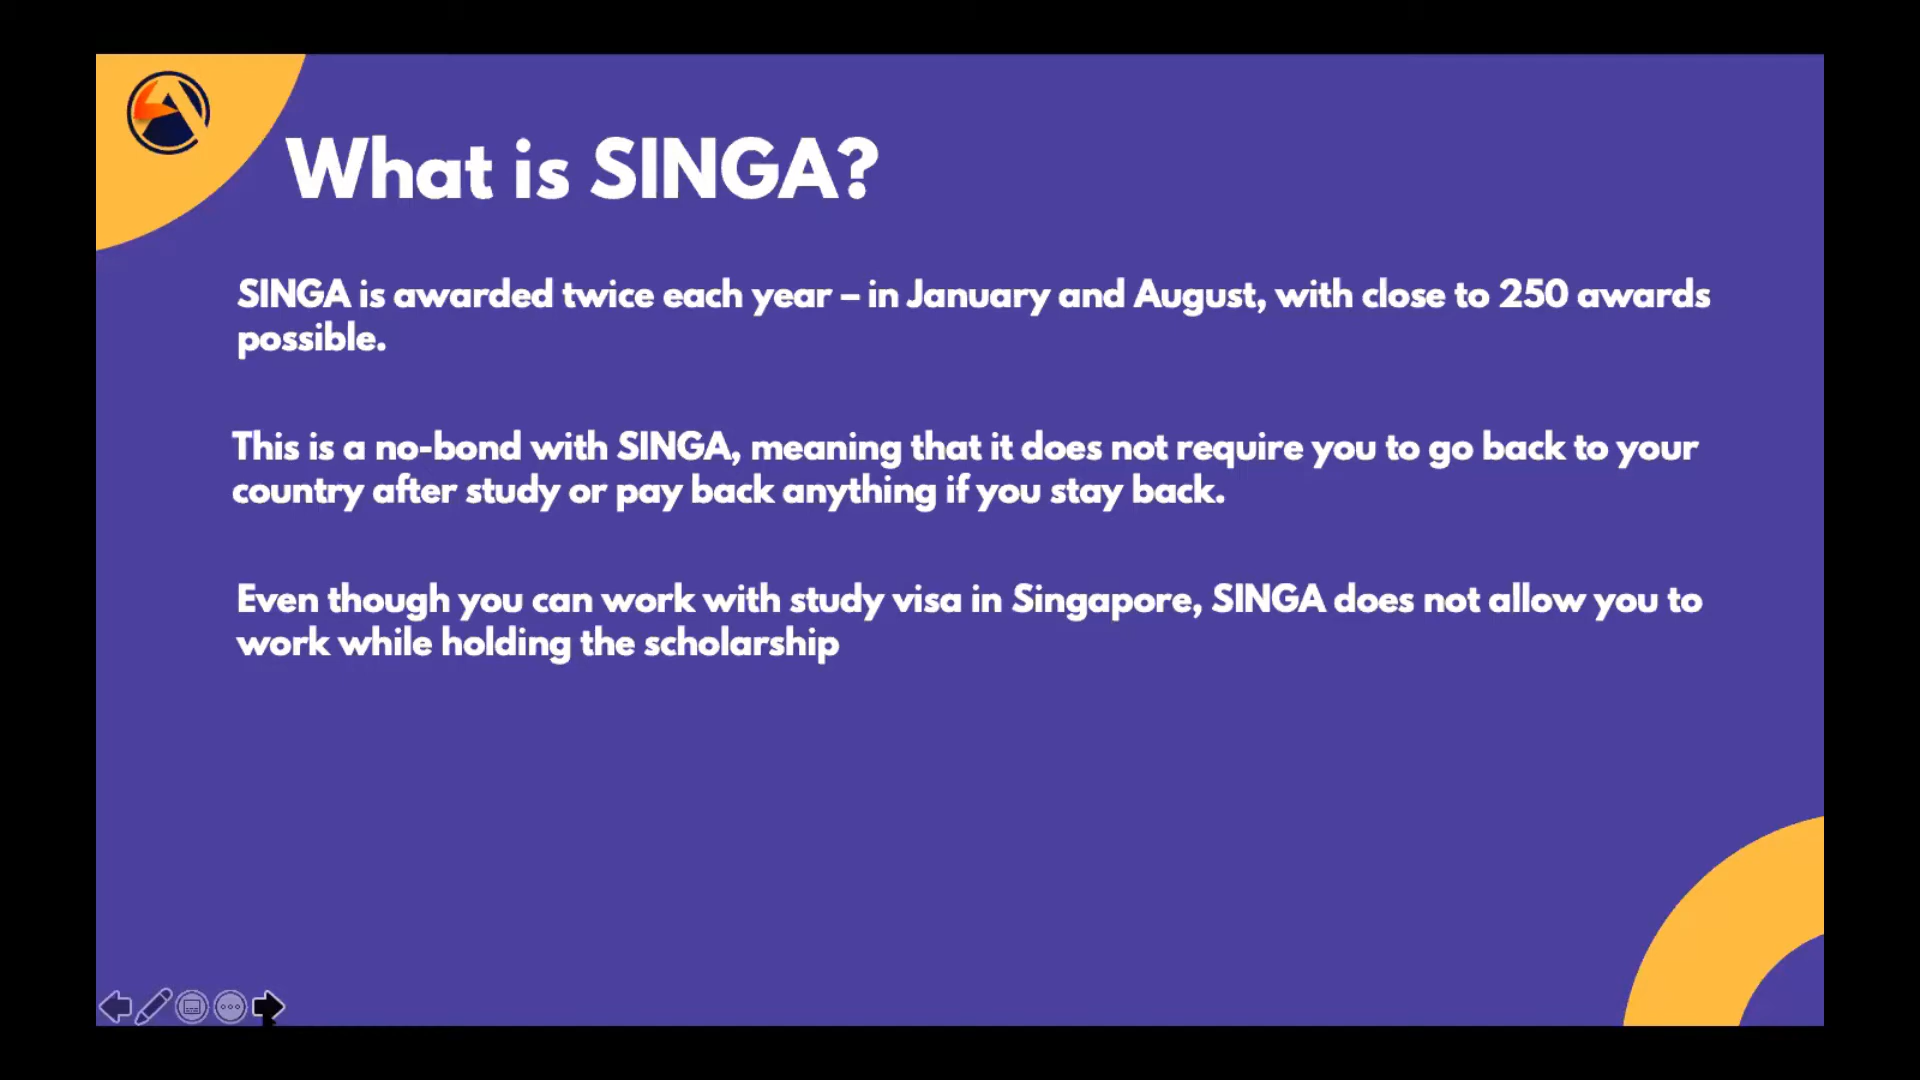 What is SINGA?
SINGA is awarded twice each year – in January and August, with close to 250 awards
possible.
This is a no-bond with SINGA, meaning that it does not require you to go back to your
country after study or pay back anything if you stay back.
Even though you can work with study visa in Singapore, SINGA does not allow you to
work while holding the scholarship